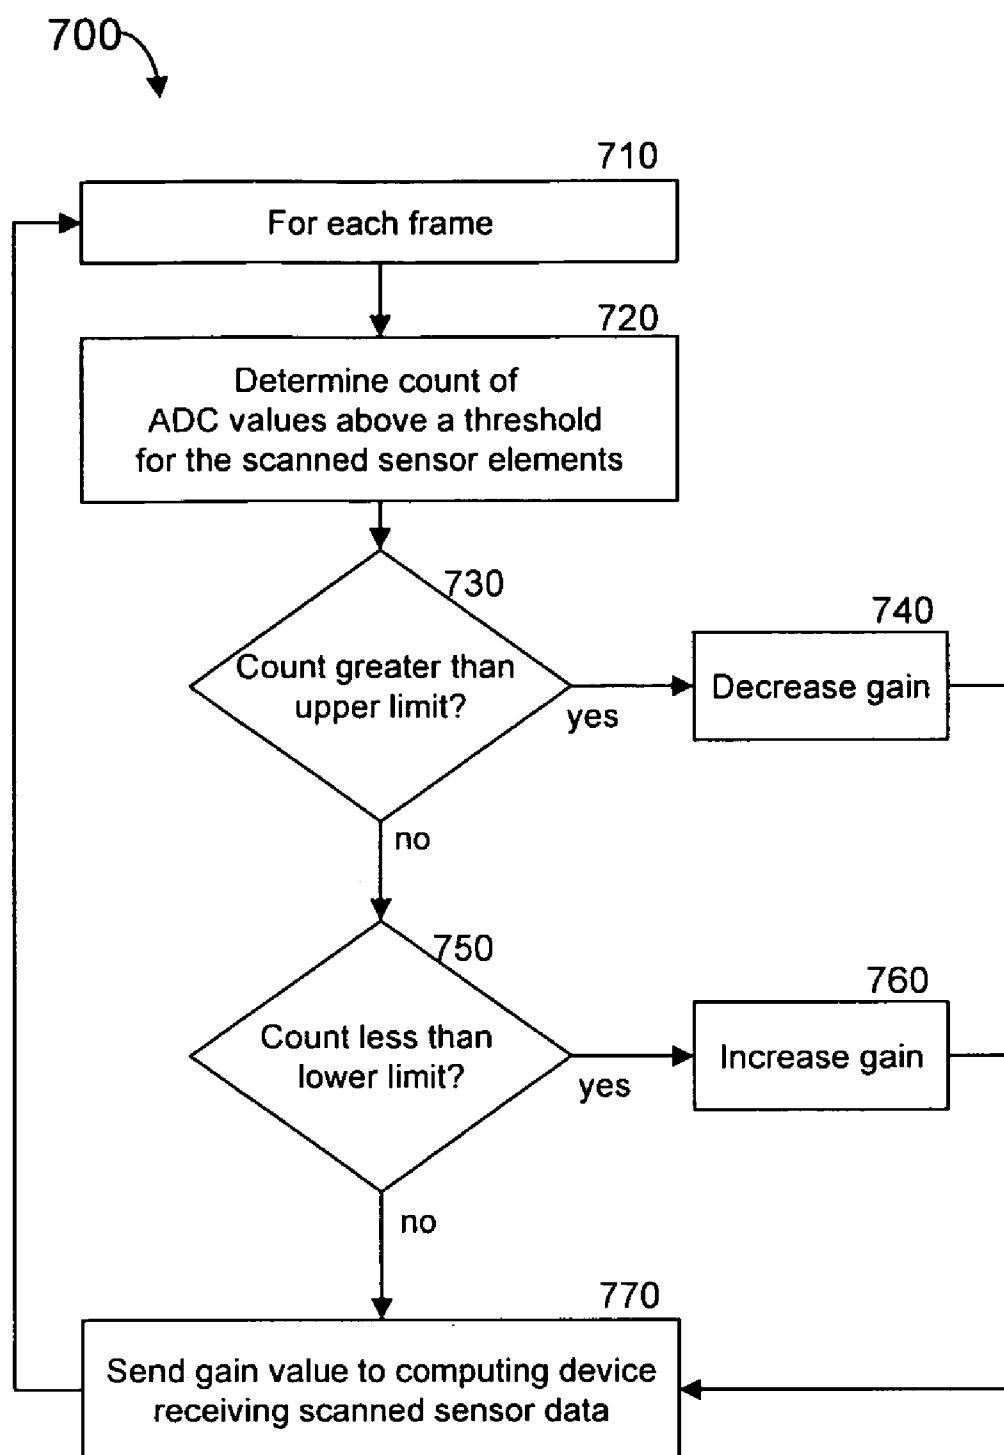 700
710
For each frame
720
Determine count of
ADC values above a threshold
for the scanned sensor elements
730
Count greater than
upper limit?
yes
740
Decrease gain
no
750
Count less than
lower limit?
yes
760
Increase gain
no
770
Send gain value to computing device
receiving scanned sensor data